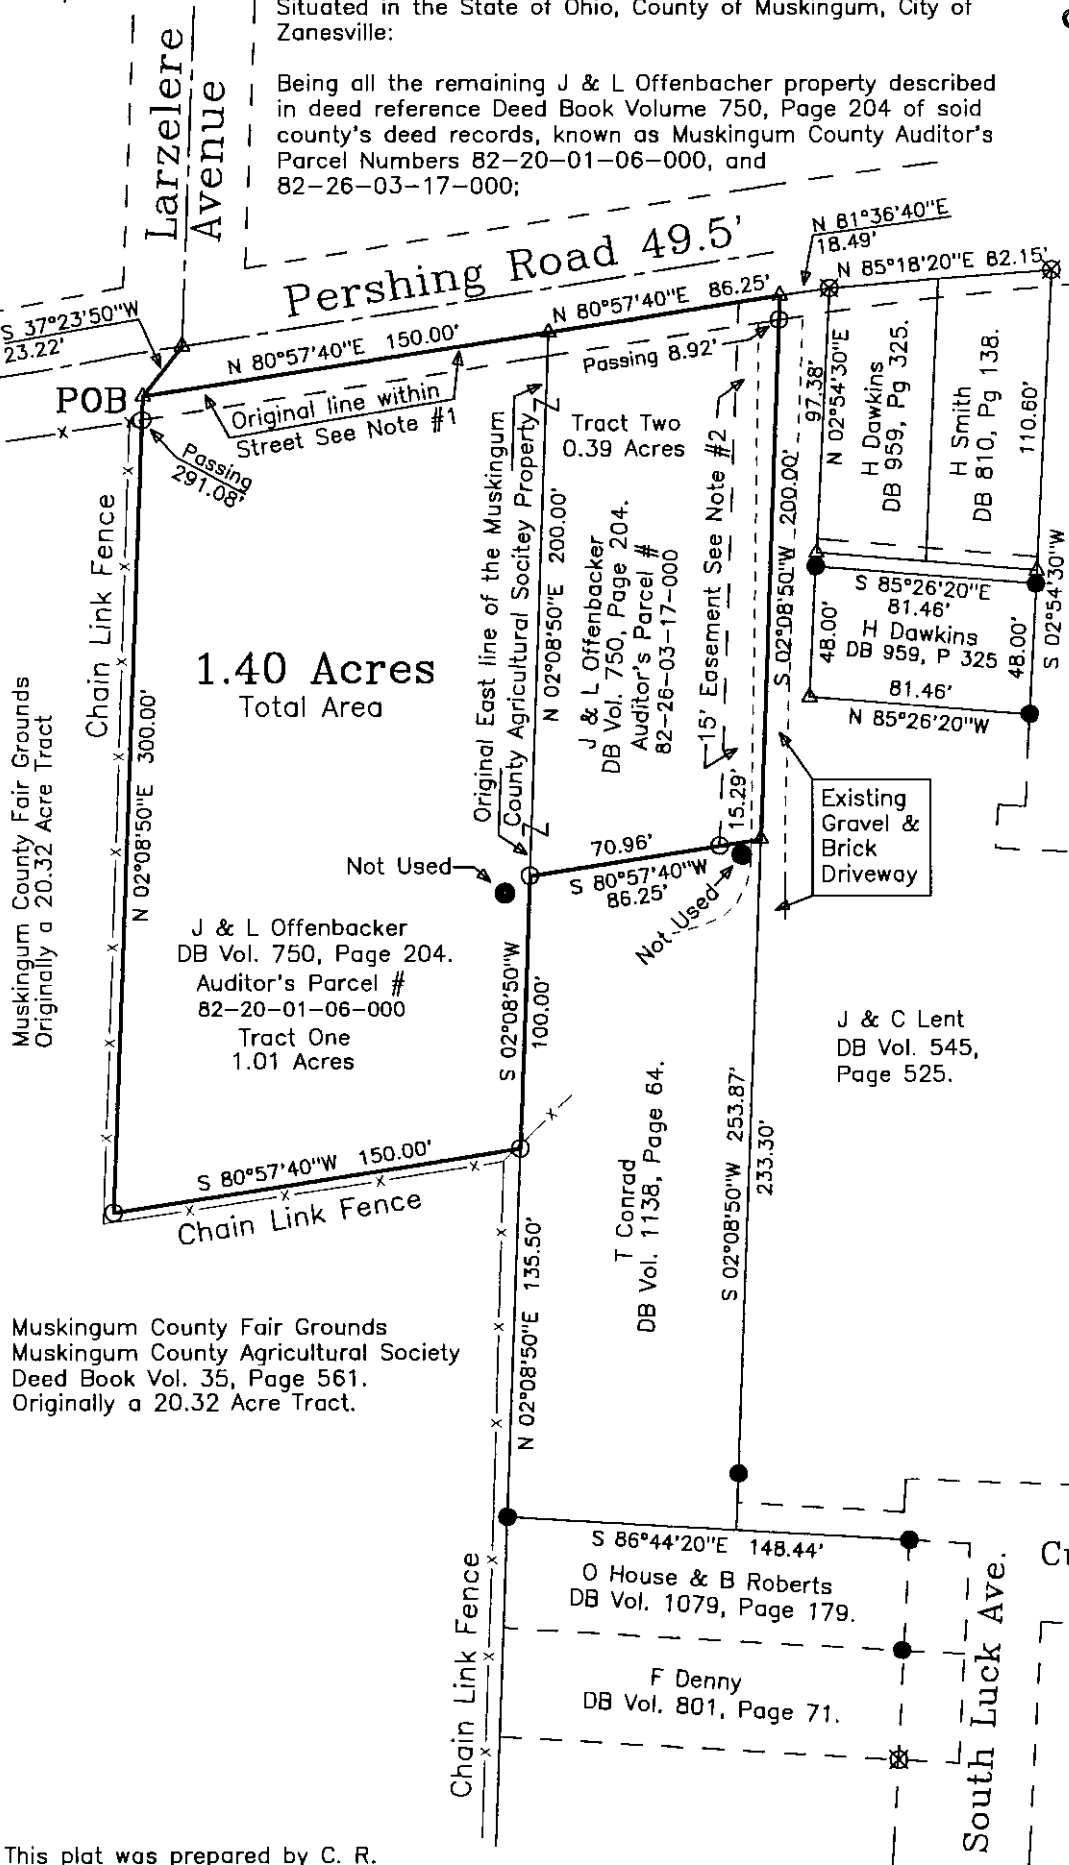 Situated in the State of Ohio, County of Muskingum, City of
Zanesville:
Being all the remaining J & L Offenbacher property described
in deed reference Deed Book Volume 750, Page 204 of said
county's deed records, known as Muskingum County Auditor's
Parcel Numbers 82-20-01-06-000, and
82-26-03-17-000;
Larzelere
Avenue
Pershing Road 49.5'
N 81°36'40"E
18.49'
N 85°18'20"E 82.15'
S 37°23'50"W
23.22'
N 80°57'40"E 150.00'
N 80°57'40"E 86.25'
POB
Passing 8.92'
Original line within
Street See Note #1
Passing
291.08'
Tract Two
0.39 Acres
97.38'
N 02°54'30"E
H Dawkins
DB 959, Pg 325.
H Smith
DB 810, Pg 138.
110.60'
S 02°54'30"W
Chain Link Fence
Original East line of the Muskingum
County Agricultural Socitey Property
N 02°08'50"E 200.00'
J & L Offenbacker
DB Vol. 750, Page 204.
Auditor's Parcel #
82-26-03-17-000
15' Easement See Note #2
S 02°08'50"W 200.00'
S 85°26'20"E
81.46'
H Dawkins
DB 959, P 325
48.00'
48.00'
81.46'
N 85°26'20"W
1.40 Acres
Total Area
Muskingum County Fair Grounds
Originally a 20.32 Acre Tract
N 02°08'50"E 300.00'
Existing
Gravel &
Brick
Driveway
15.29'
70.96'
S 80°57'40"W
86.25'
Not Used
Not Used
J & L Offenbacker
DB Vol. 750, Page 204.
Auditor's Parcel #
82-20-01-06-000
Tract One
1.01 Acres
S 02°08'50"W
100.00'
J & C Lent
DB Vol. 545,
Page 525.
T Conrad
DB Vol. 1138, Page 64.
S 02°08'50"W 253.87'
233.30'
S 80°57'40"W 150.00'
Chain Link Fence
N 02°08'50"E 135.50'
Muskingum County Fair Grounds
Muskingum County Agricultural Society
Deed Book Vol. 35, Page 561.
Originally a 20.32 Acre Tract.
S 86°44'20"E 148.44'
O House & B Roberts
DB Vol. 1079, Page 179.
F Denny
DB Vol. 801, Page 71.
Chain Link Fence
South Luck Ave.
This plat was prepared by C. R.